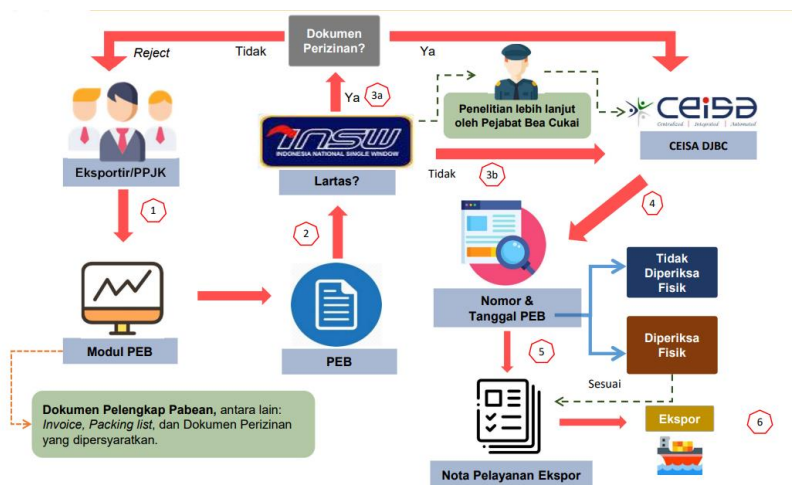 Dokumen
Perizinan?
Reject
Tidak
Ya
Ya
3a
Penelitian lebih lanjut
oleh Pejabat Bea Cukai
INSW
INDONESIA NATIONAL SINGLE WINDOW
CEISA
Centralized | Integrated | Automated
CEISA DJBC
Eksportir/PPJK
Lartas?
Tidak
3b
1
2
4
Nomor &
Tanggal PEB
Tidak
Diperiksa
Fisik
Diperiksa
Fisik
Modul PEB
PEB
5
Sesuai
Dokumen Pelengkap Pabean, antara lain:
Invoice, Packing list, dan Dokumen Perizinan
yang dipersyaratkan.
Ekspor
6
Nota Pelayanan Ekspor